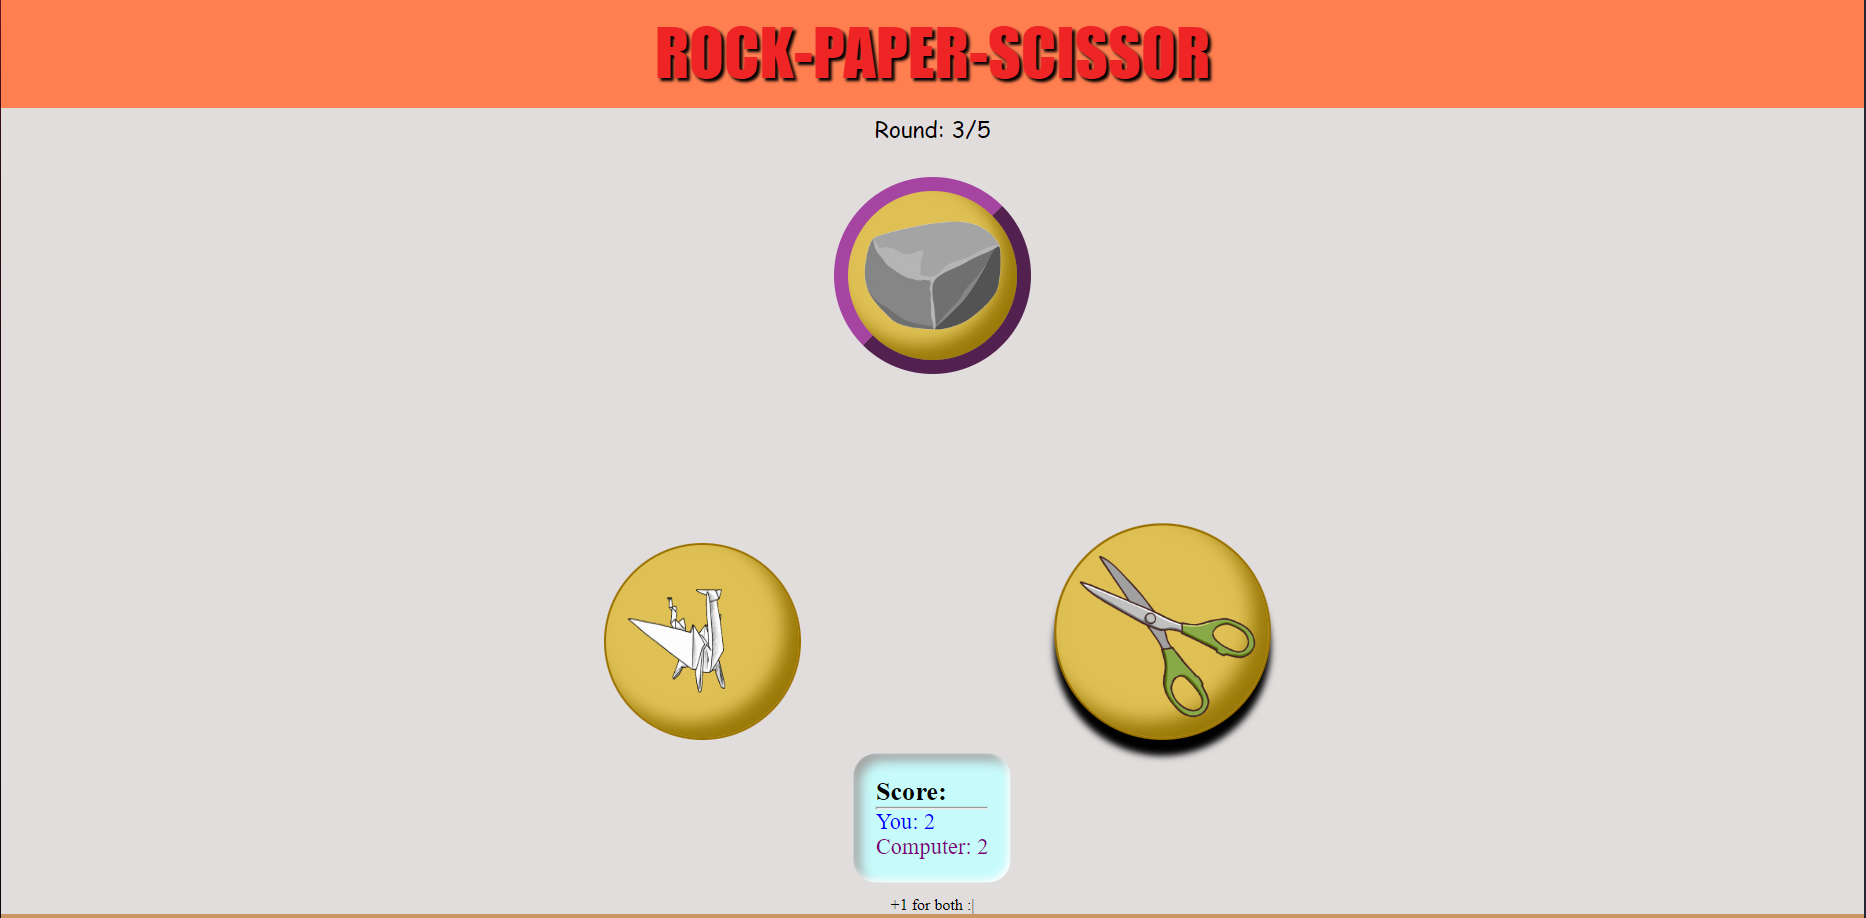 ROCK-PAPER-SCISSOR
Round: 3/5
Score:
You: 2
Computer: 2
+1 for both :|